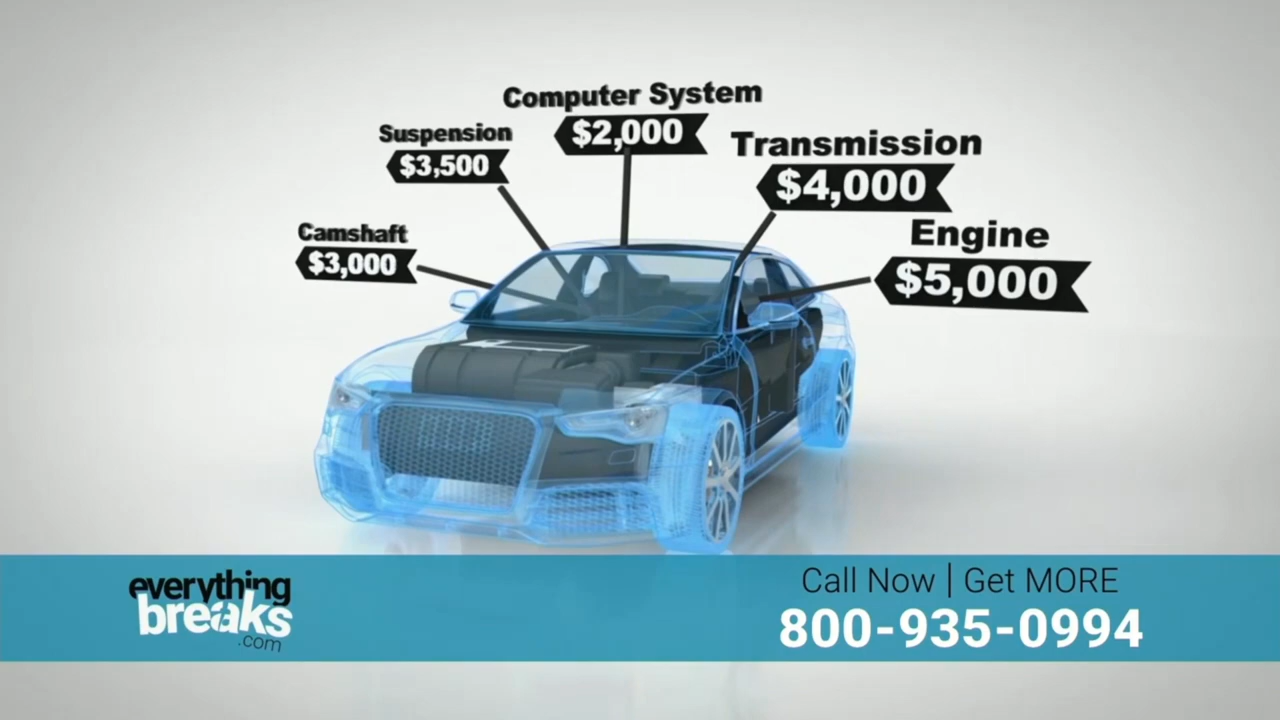 Computer System
$2,000
Suspension
$3,500
Transmission
$4,000
Camshaft
$3,000
Engine
$5,000
everything
breaks
.com
Call Now | Get MORE
800-935-0994